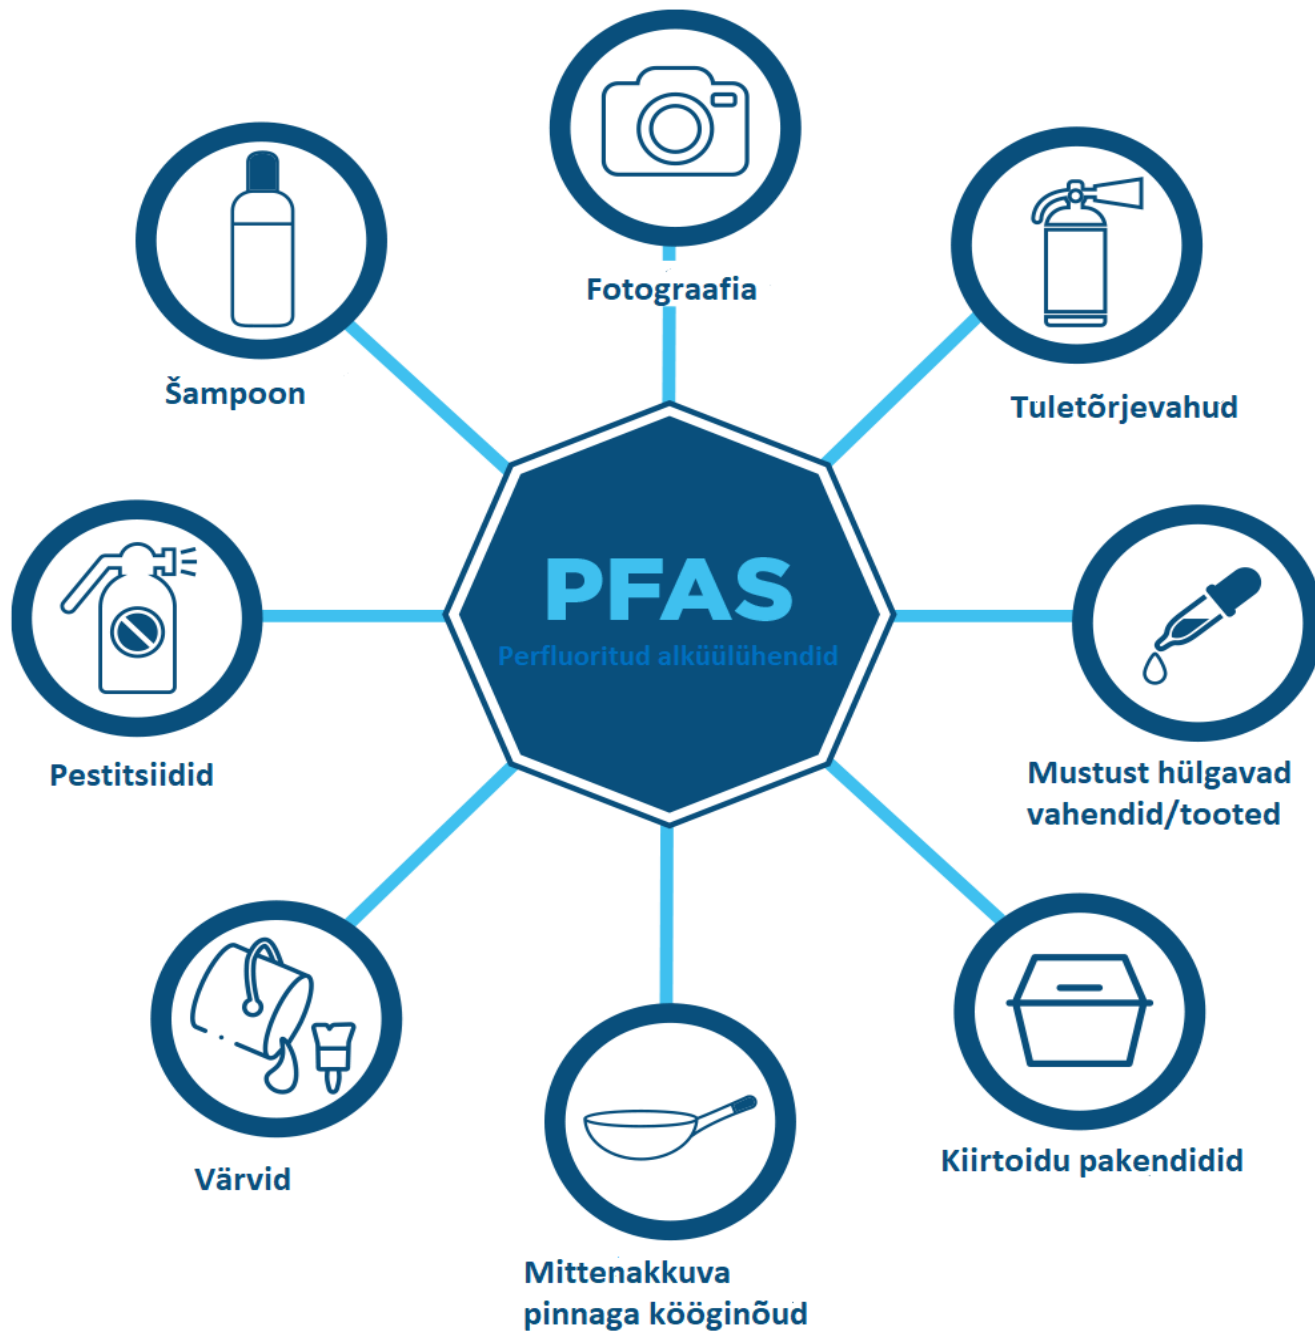 Fotograafia
Šampoon
Tuletõrjevahud
PFAS
Perfluoritud alküülühendid
Pestitsiidid
Mustust hülgavad
vahendid/tooted
Värvid
Kiirtoidu pakendidid
Mittenakkuva
pinnaga kööginõud